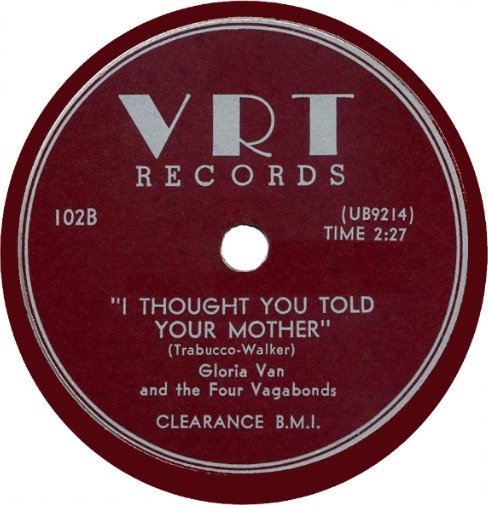 VRT
RECORDS
102B
(UB9214)
TIME 2:27
"I THOUGHT YOU TOLD
YOUR MOTHER"
(Trabucco-Walker)
Gloria Van
and the Four Vagabonds
CLEARANCE B.M.I.